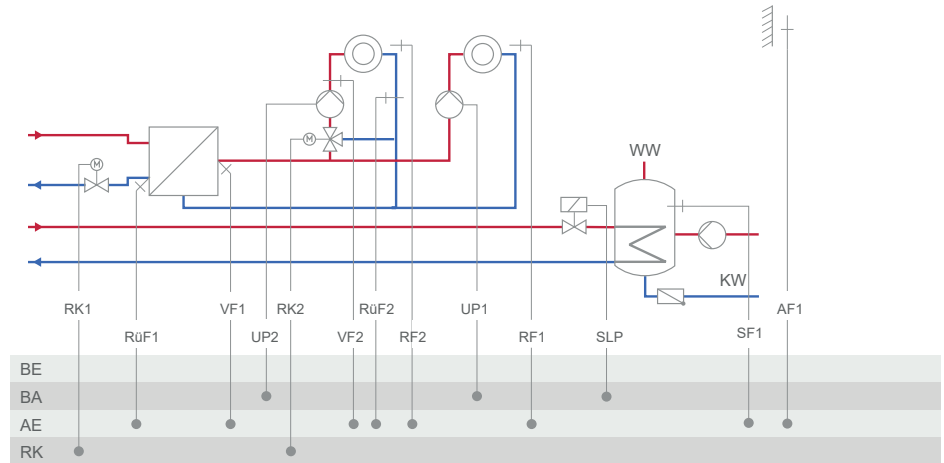 M
M
WW
KW
RK1
VF1
RK2
RüF2
UP1
AF1
RüF1
UP2
VF2
RF2
RF1
SLP
SF1
BE
BA
AE
RK